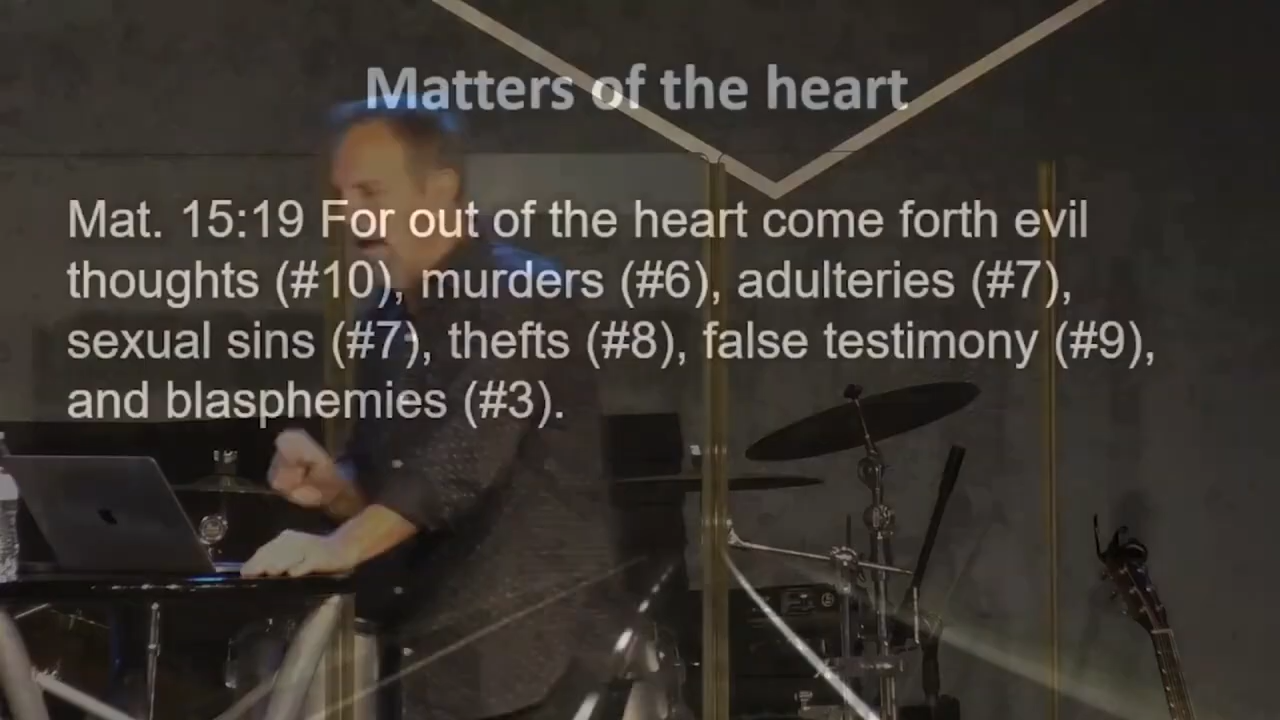 Matters of the heart
Mat. 15:19 For out of the heart come forth evil
thoughts (#10), murders (#6), adulteries (#7),
sexual sins (#7), thefts (#8), false testimony (#9),
and blasphemies (#3).